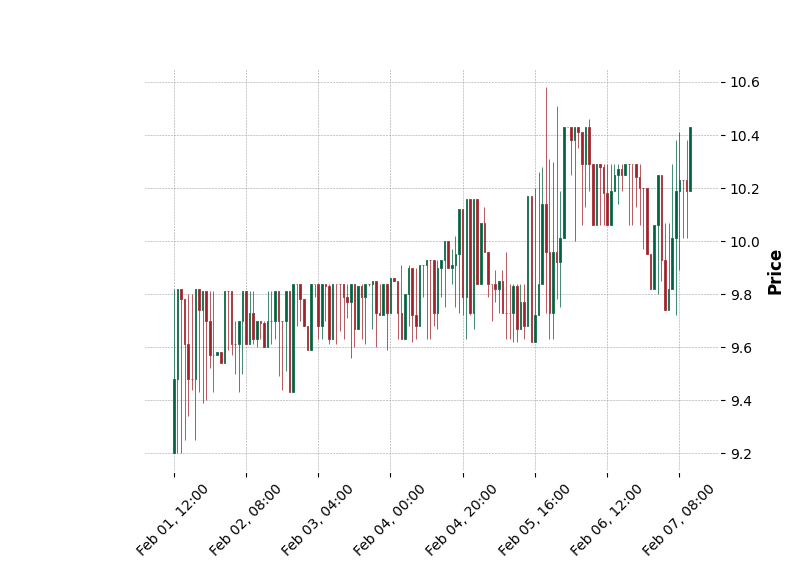 10.6
10.4
10.2
10.0
9.8
9.6
9.4
9.2
Price
Feb 01, 12:00
Feb 02, 08:00
Feb 03, 04:00
Feb 04, 00:00
Feb 04, 20:00
Feb 05, 16:00
Feb 06, 12:00
Feb 07, 08:00